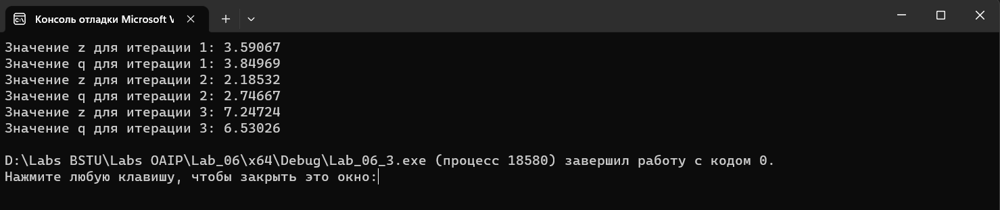 Консоль отладки Microsoft V
Значение z для итерации 1: 3.59067
Значение q для итерации 1: 3.84969
Значение z для итерации 2: 2.18532
Значение q для итерации 2: 2.74667
Значение z для итерации 3: 7.24724
Значение q для итерации 3: 6.53026
D:\Labs BSTU\Labs OAIP\Lab_06\x64\Debug\Lab_06_3.exe (процесс 18580) завершил работу с кодом 0.
Нажмите любую клавишу, чтобы закрыть это окно: